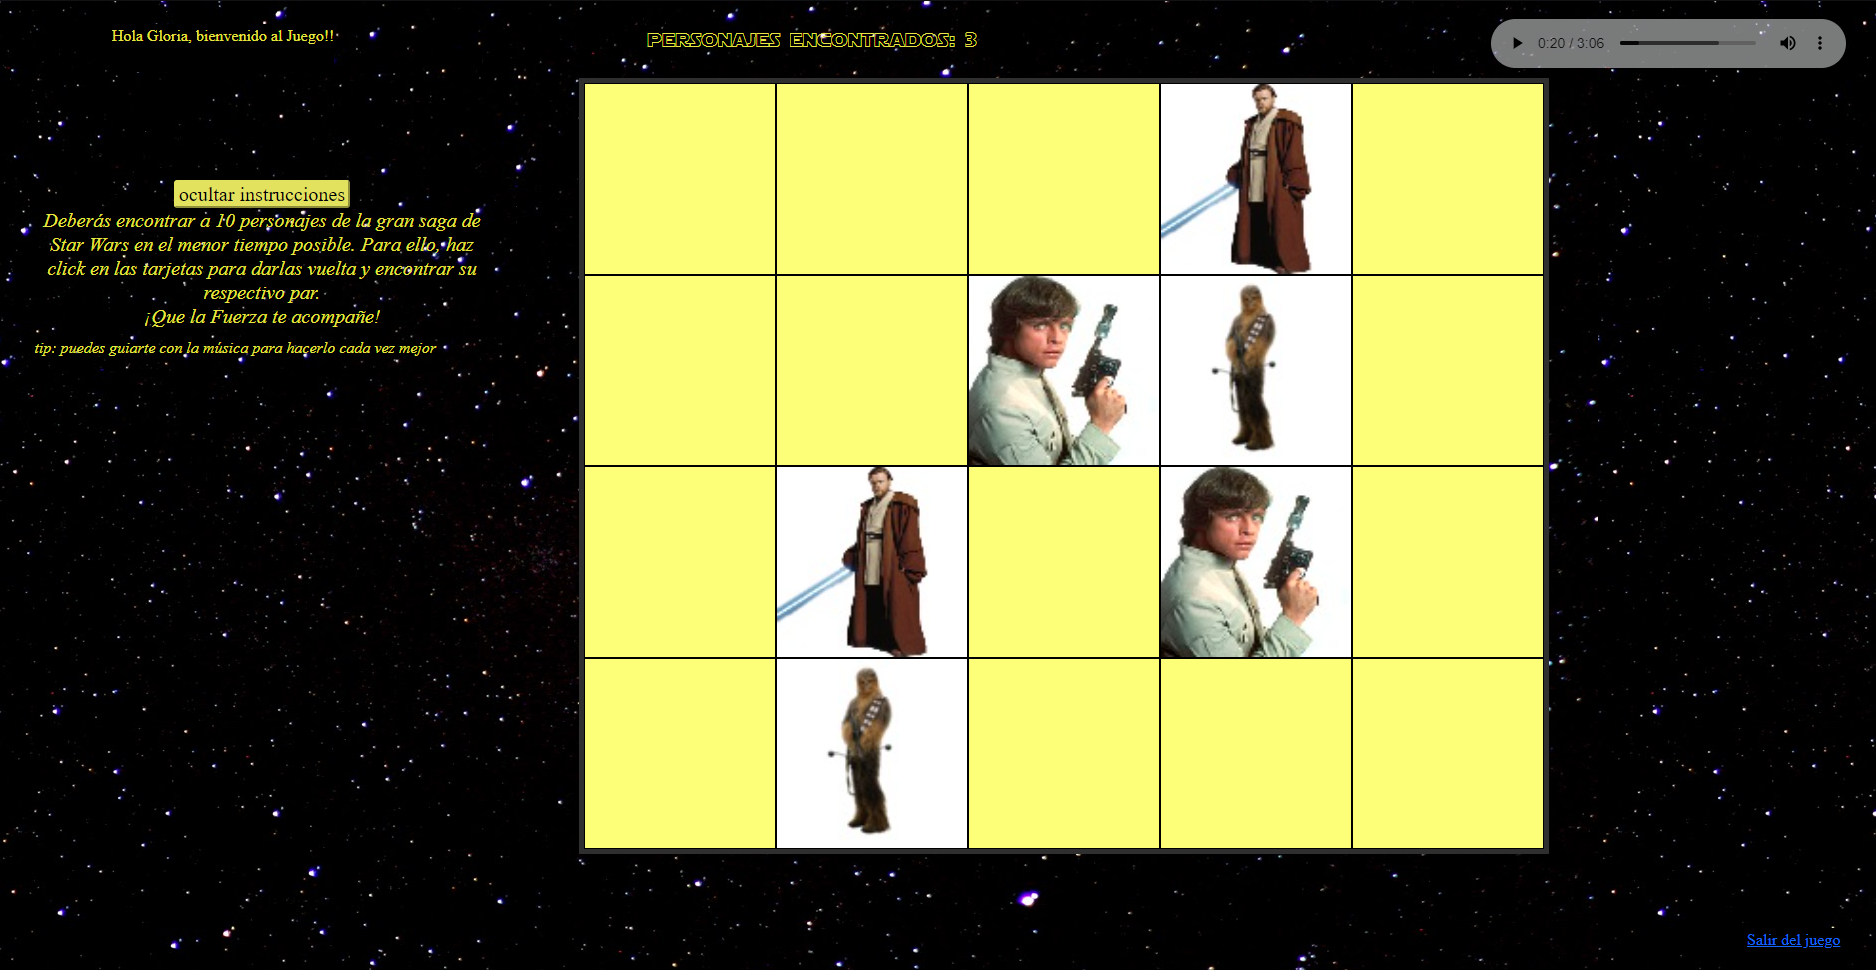 Hola Gloria, bienvenido al Juego!!
PERSONAJES ENCONTRADOS: 3
0:20 / 3:06
ocultar instrucciones
Deberás encontrar a 10 personajes de la gran saga de
Star Wars en el menor tiempo posible. Para ello, haz
click en las tarjetas para darlas vuelta y encontrar su
respectivo par.
¡Que la Fuerza te acompañe!
tip: puedes guiarte con la música para hacerlo cada vez mejor
Salir del juego